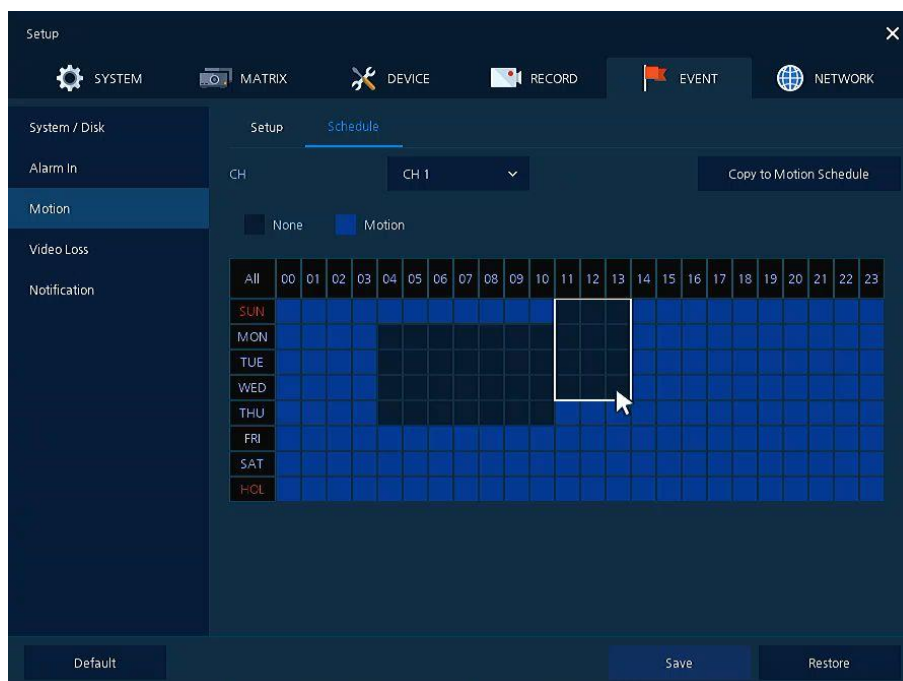 Setup
SYSTEM MATRIX DEVICE RECORD EVENT NETWORK
System / Disk
Alarm In
Motion
Video Loss
Notification
Setup Schedule
CH CH 1 Copy to Motion Schedule
None Motion
All 00 01 02 03 04 05 06 07 08 09 10 11 12 13 14 15 16 17 18 19 20 21 22 23
SUN
MON
TUE
WED
THU
FRI
SAT
HOL
Default Save Restore